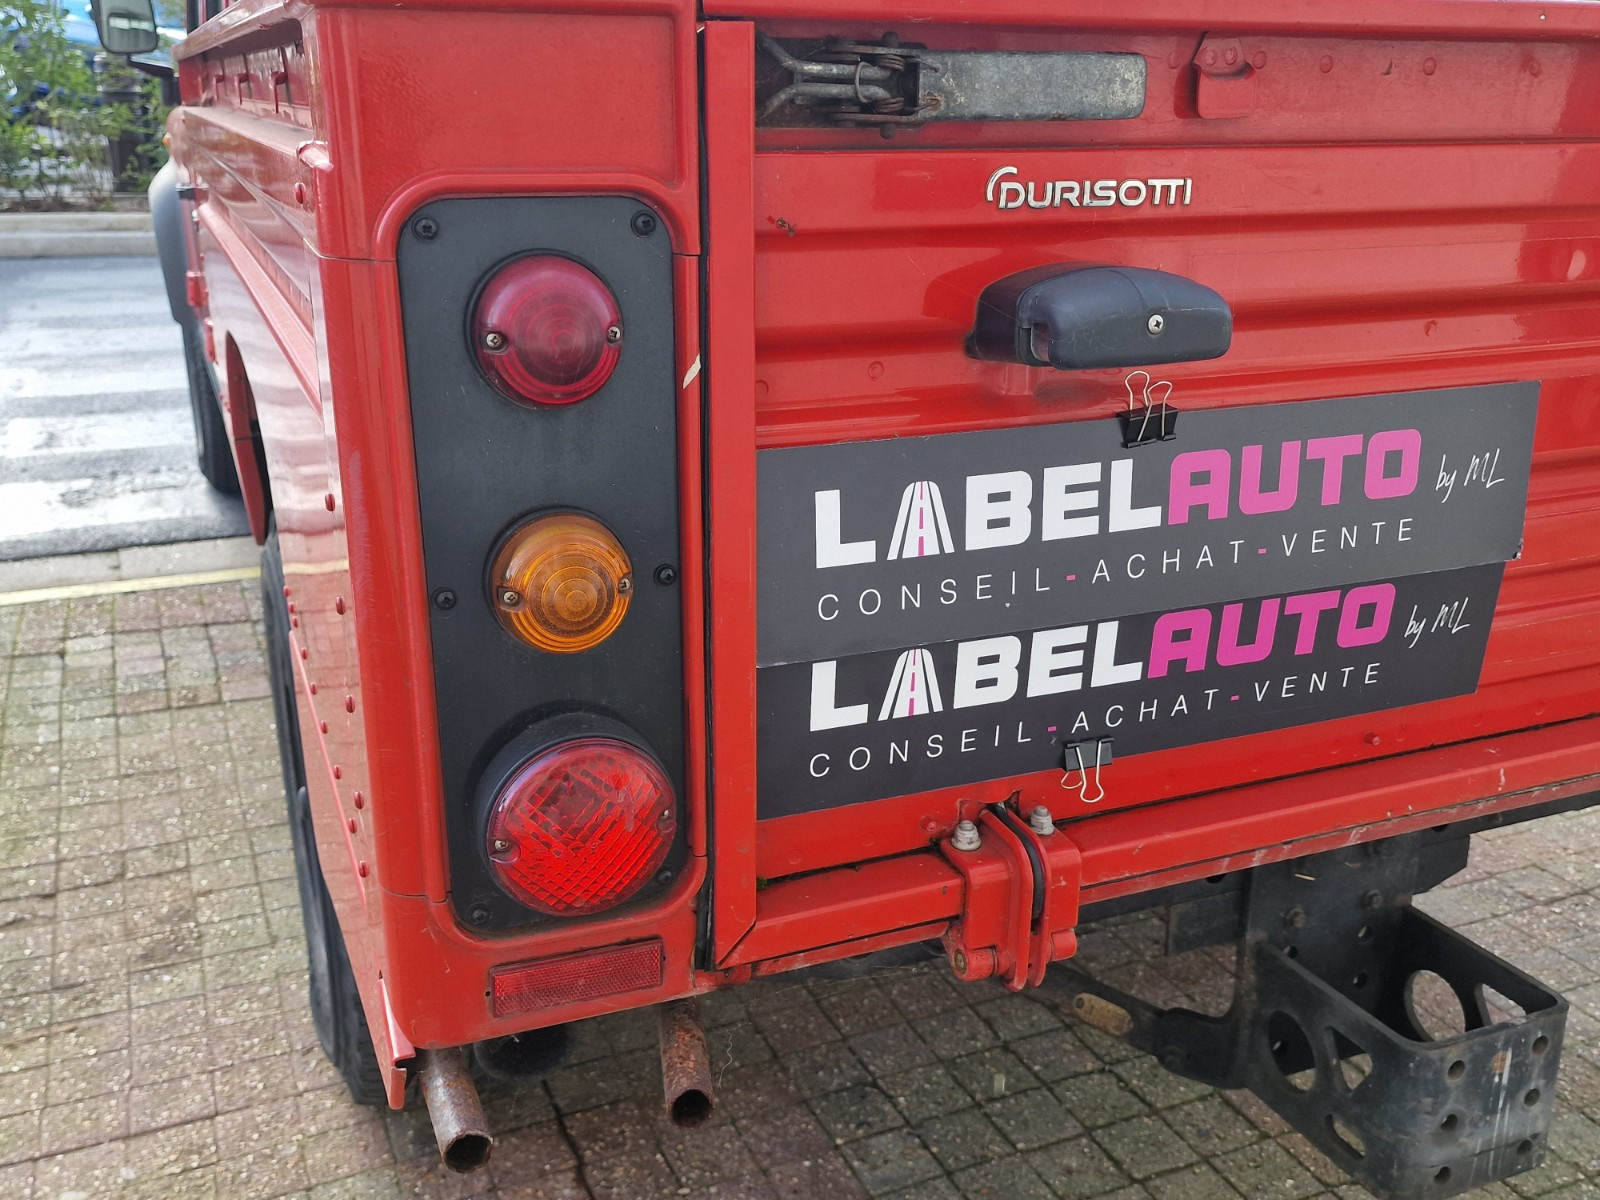 DURISOTTI
LABELAUTO by ML
CONSEIL-ACHAT-VENTE
LABELAUTO by ML
CONSEIL-ACHAT-VENTE